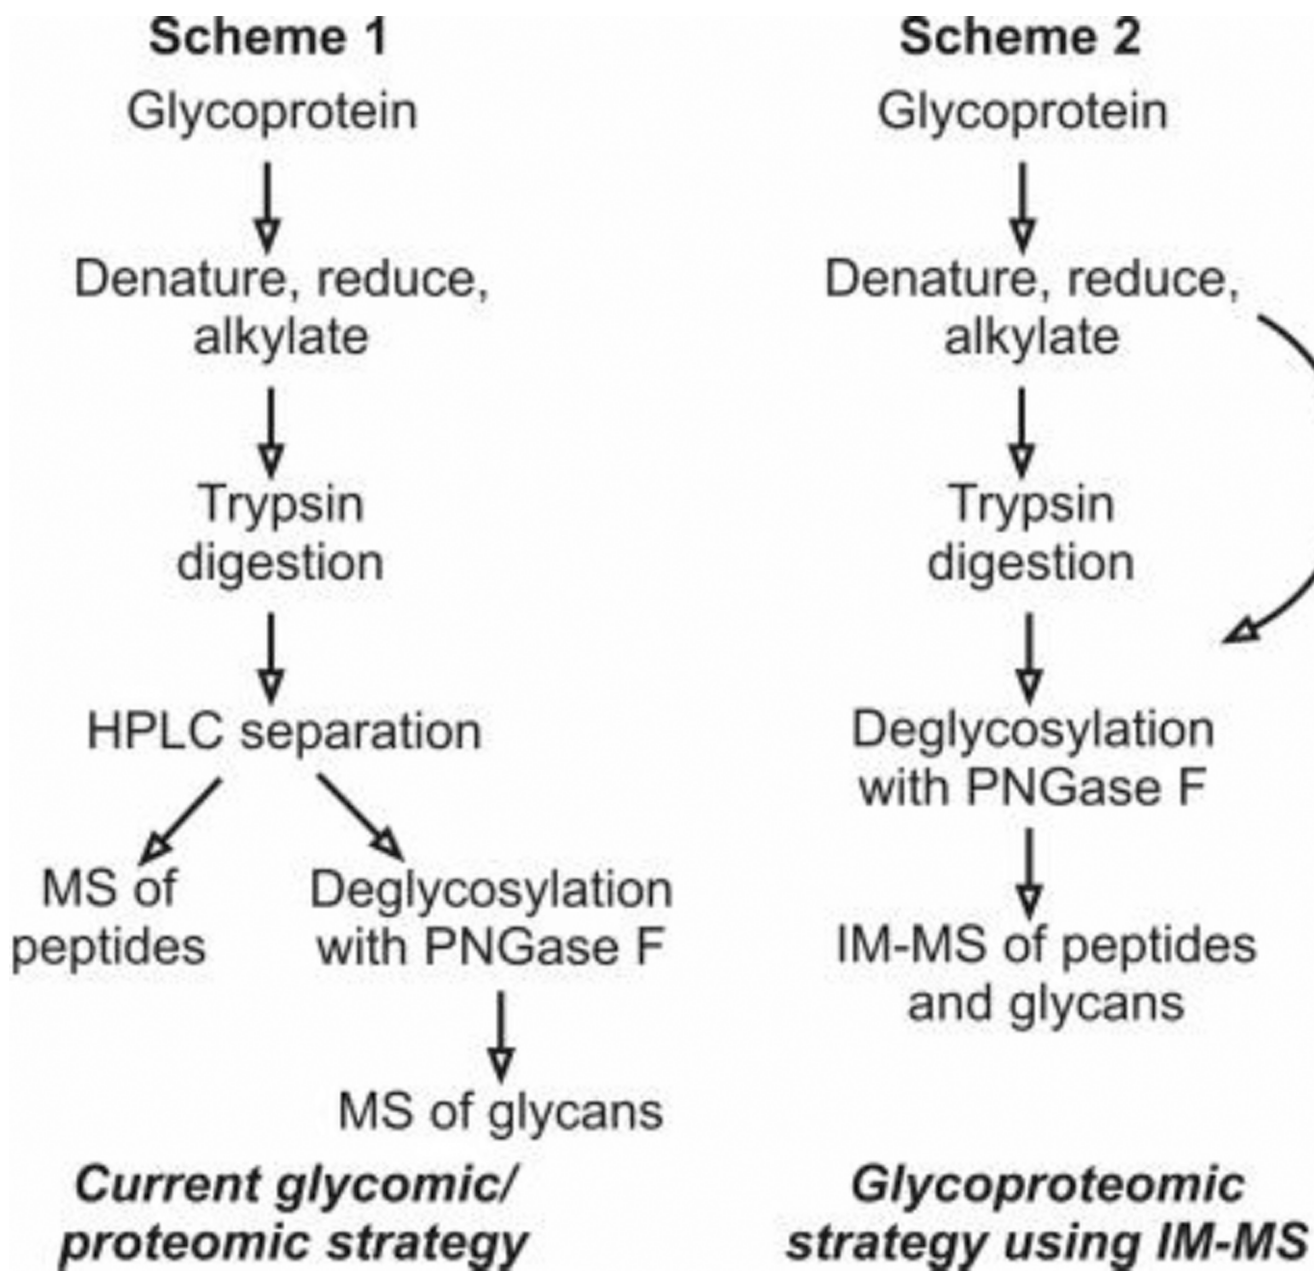 Scheme 1
Glycoprotein
Denature, reduce,
alkylate
Trypsin
digestion
HPLC separation
MS of
peptides
Deglycosylation
with PNGase F
MS of glycans
Current glycomic/
proteomic strategy
Scheme 2
Glycoprotein
Denature, reduce,
alkylate
Trypsin
digestion
Deglycosylation
with PNGase F
IM-MS of peptides
and glycans
Glycoproteomic
strategy using IM-MS